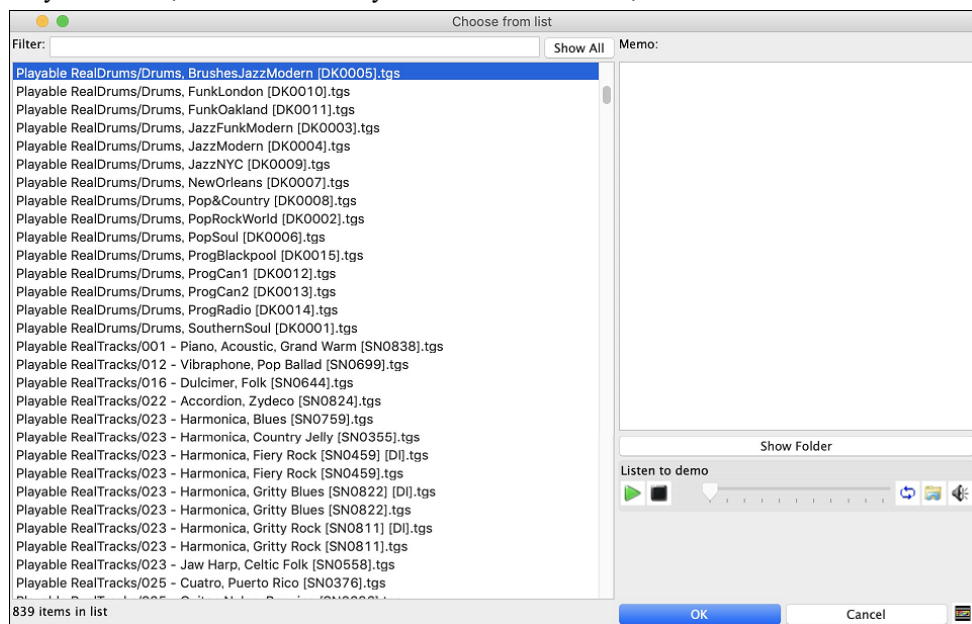 Choose from list
Filter:
Show All
Memo:
Playable RealDrums/Drums, BrushesJazzModern [DK0005].tgs
Playable RealDrums/Drums, FunkLondon [DK0010].tgs
Playable RealDrums/Drums, FunkOakland [DK0011].tgs
Playable RealDrums/Drums, JazzFunkModern [DK0003].tgs
Playable RealDrums/Drums, JazzModern [DK0004].tgs
Playable RealDrums/Drums, JazzNYC [DK0009].tgs
Playable RealDrums/Drums, NewOrleans [DK0007].tgs
Playable RealDrums/Drums, Pop&Country [DK0008].tgs
Playable RealDrums/Drums, PopRockWorld [DK0002].tgs
Playable RealDrums/Drums, PopSoul [DK0006].tgs
Playable RealDrums/Drums, ProgBlackpool [DK0015].tgs
Playable RealDrums/Drums, ProgCan1 [DK0012].tgs
Playable RealDrums/Drums, ProgCan2 [DK0013].tgs
Playable RealDrums/Drums, ProgRadio [DK0014].tgs
Playable RealDrums/Drums, SouthernSoul [DK0001].tgs
Playable RealTracks/001 - Piano, Acoustic, Grand Warm [SN0838].tgs
Playable RealTracks/012 - Vibraphone, Pop Ballad [SN0699].tgs
Playable RealTracks/016 - Dulcimer, Folk [SN0644].tgs
Playable RealTracks/022 - Accordion, Zydeco [SN0824].tgs
Playable RealTracks/023 - Harmonica, Blues [SN0759].tgs
Playable RealTracks/023 - Harmonica, Country Jelly [SN0355].tgs
Playable RealTracks/023 - Harmonica, Fiery Rock [SN0459] [DI].tgs
Playable RealTracks/023 - Harmonica, Fiery Rock [SN0459].tgs
Playable RealTracks/023 - Harmonica, Gritty Blues [SN0822] [DI].tgs
Playable RealTracks/023 - Harmonica, Gritty Blues [SN0822].tgs
Playable RealTracks/023 - Harmonica, Gritty Rock [SN0811] [DI].tgs
Playable RealTracks/023 - Harmonica, Gritty Rock [SN0811].tgs
Playable RealTracks/023 - Jaw Harp, Celtic Folk [SN0558].tgs
Playable RealTracks/025 - Cuatro, Puerto Rico [SN0376].tgs
839 items in list
Show Folder
Listen to demo
OK
Cancel